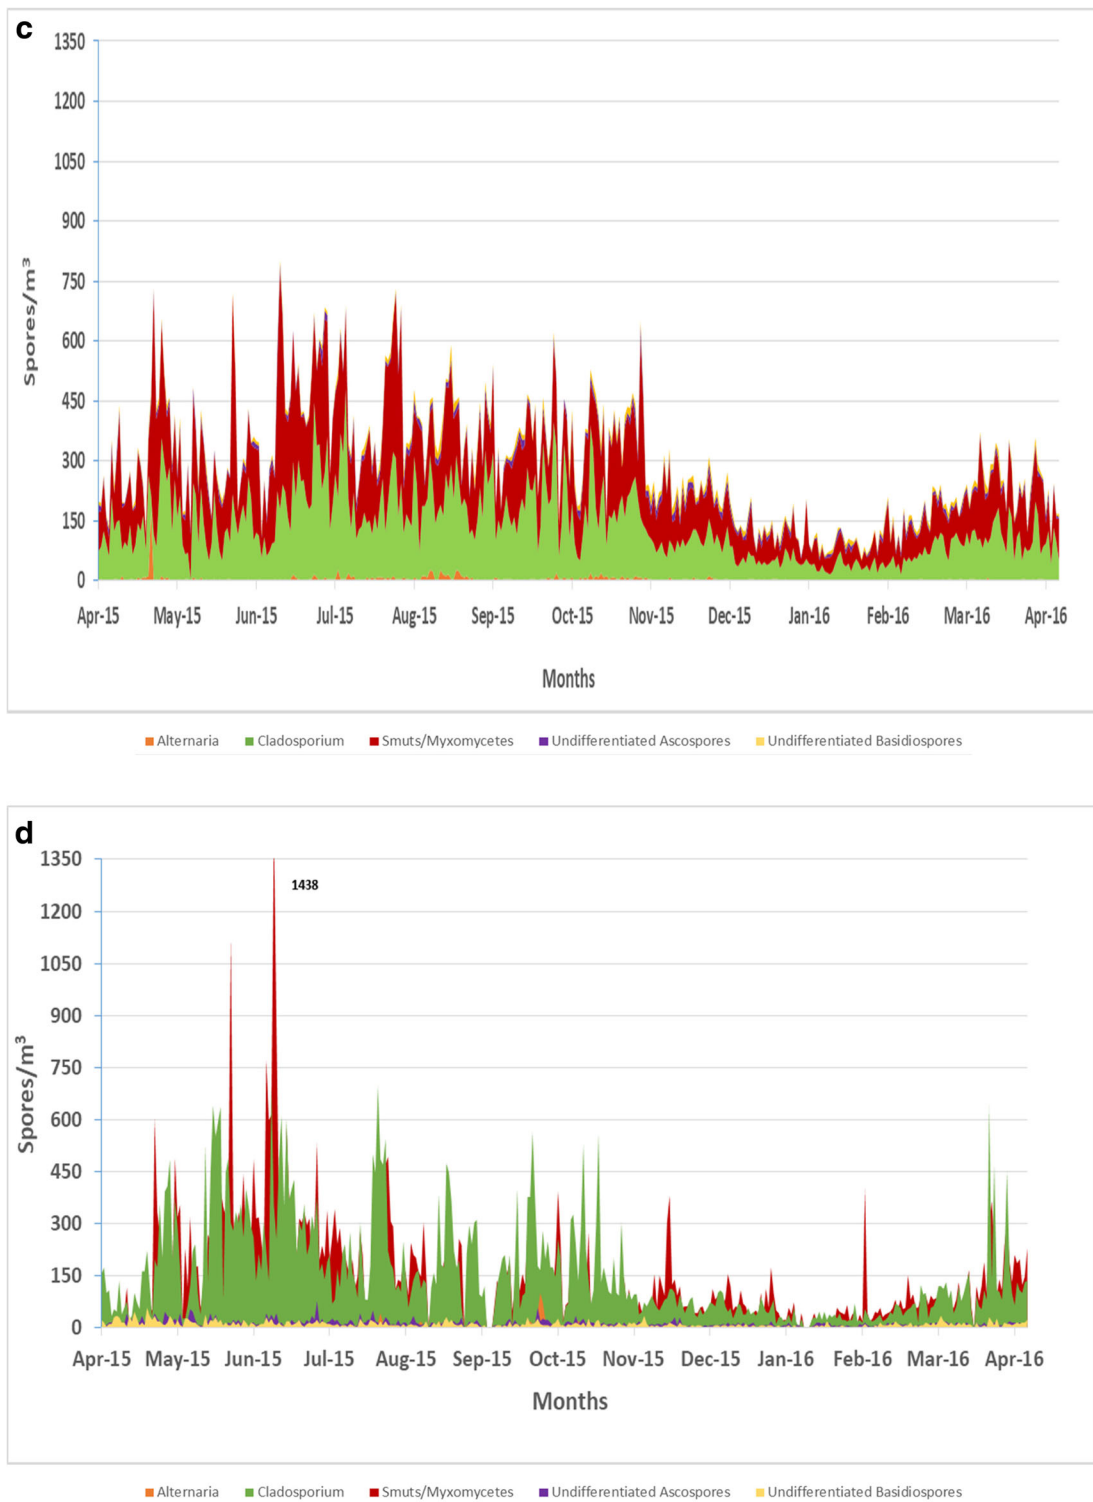 c
1350
1200
1050
900
750
600
450
300
150
0
Spores/m³
Apr-15 May-15 Jun-15 Jul-15 Aug-15 Sep-15 Oct-15 Nov-15 Dec-15 Jan-16 Feb-16 Mar-16 Apr-16
Months
Alternaria Cladosporium Smuts/Myxomycetes Undifferentiated Ascospores Undifferentiated Basidiospores
d
1350
1438
1200
1050
900
750
600
450
300
150
0
Spores/m³
Apr-15 May-15 Jun-15 Jul-15 Aug-15 Sep-15 Oct-15 Nov-15 Dec-15 Jan-16 Feb-16 Mar-16 Apr-16
Months
Alternaria Cladosporium Smuts/Myxomycetes Undifferentiated Ascospores Undifferentiated Basidiospores